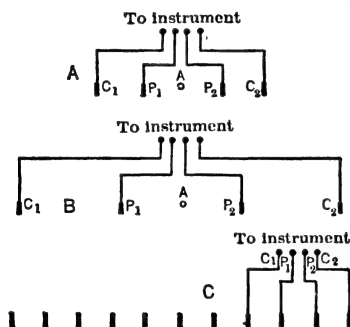 To instrument
A
C1 P1 A P2 C2
To instrument
C1 B P1 A P2 C2
To instrument
C1 P1 P2 C2
C